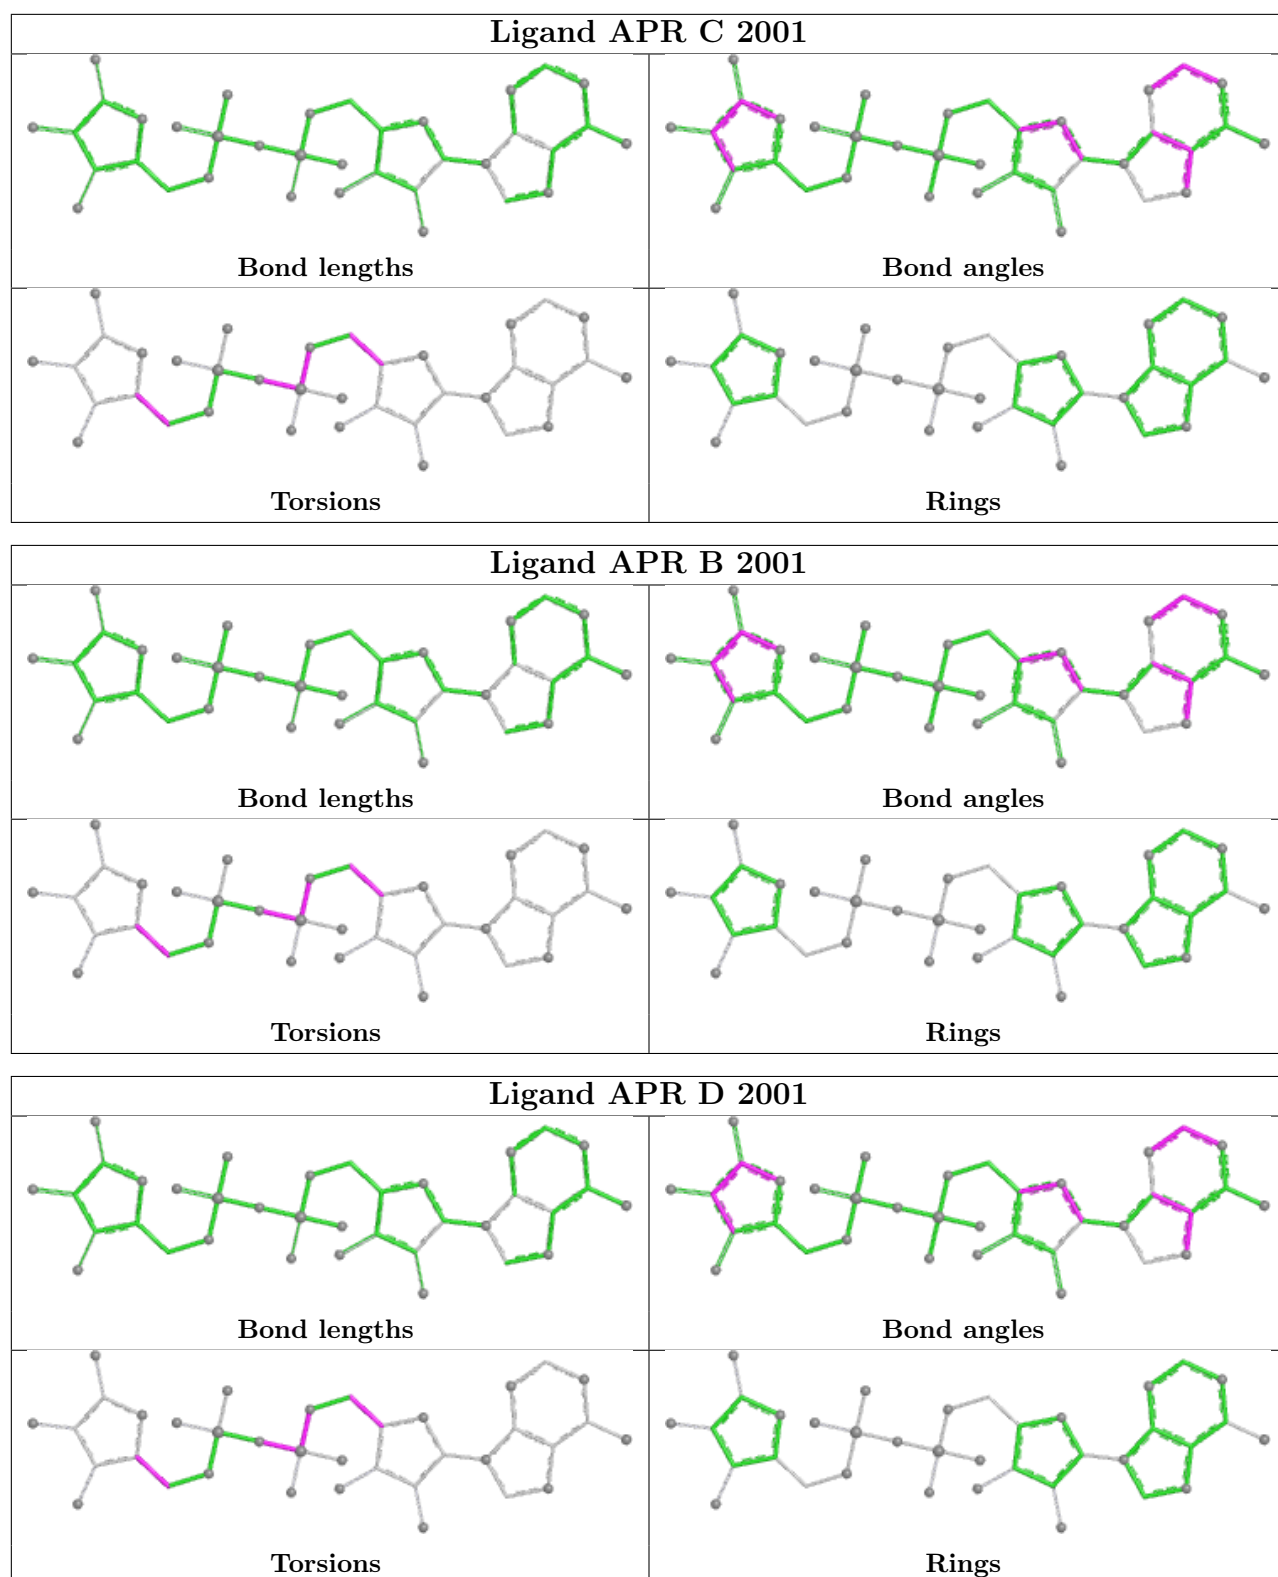 Ligand APR C 2001
Bond lengths
Bond angles
Torsions
Rings
Ligand APR B 2001
Bond lengths
Bond angles
Torsions
Rings
Ligand APR D 2001
Bond lengths
Bond angles
Torsions
Rings